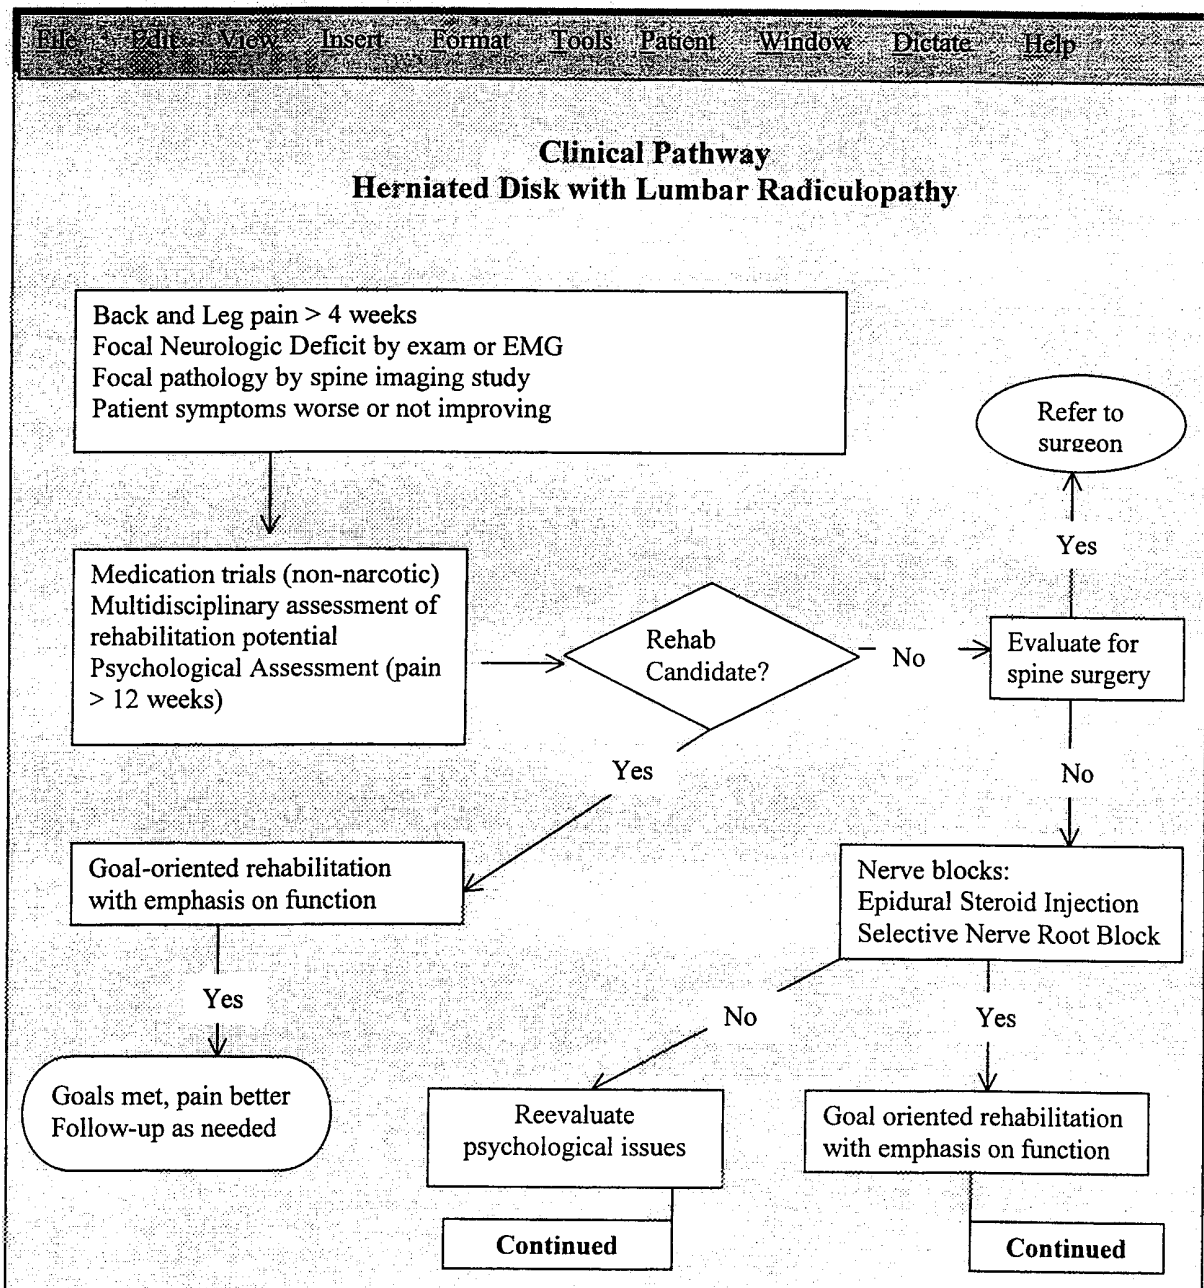 File Edit View Insert Format Tools Patient Window Dictate Help
Clinical Pathway
Herniated Disk with Lumbar Radiculopathy
Back and Leg pain > 4 weeks
Focal Neurologic Deficit by exam or EMG
Focal pathology by spine imaging study
Patient symptoms worse or not improving
Refer to
surgeon
Yes
Medication trials (non-narcotic)
Multidisciplinary assessment of
rehabilitation potential
Psychological Assessment (pain
> 12 weeks)
Rehab
Candidate?
No
Evaluate for
spine surgery
Yes
No
Goal-oriented rehabilitation
with emphasis on function
Nerve blocks:
Epidural Steroid Injection
Selective Nerve Root Block
Yes
No
Yes
Goals met, pain better
Follow-up as needed
Reevaluate
psychological issues
Goal oriented rehabilitation
with emphasis on function
Continued
Continued